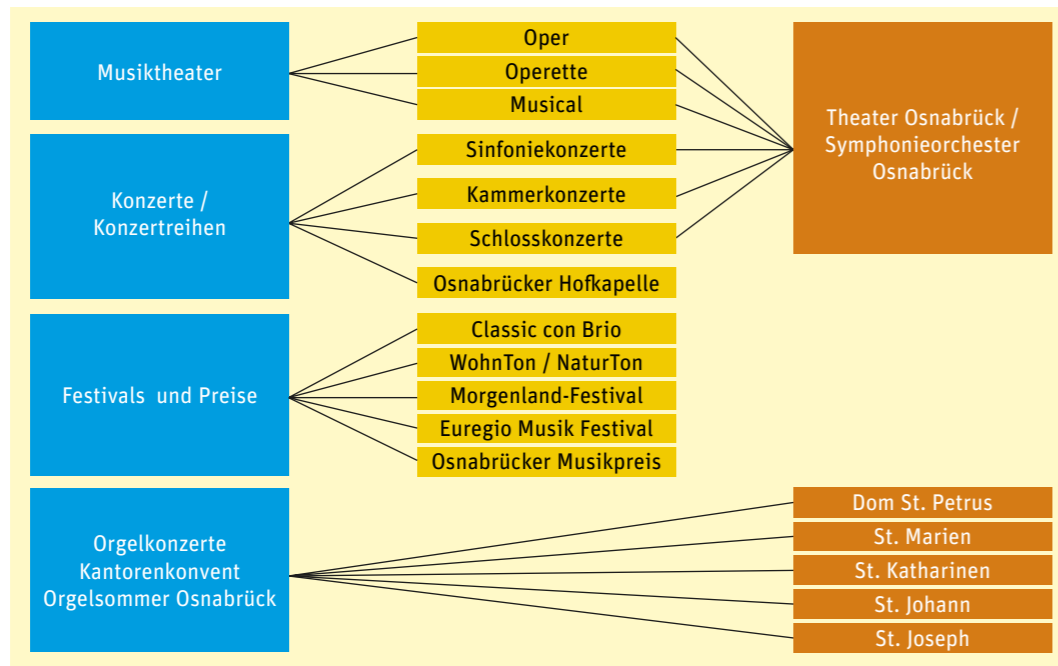 Musiktheater
Oper
Operette
Musical
Theater Osnabrück /
Symphonieorchester
Osnabrück
Konzerte /
Konzertreihen
Sinfoniekonzerte
Kammerkonzerte
Schlosskonzerte
Osnabrücker Hofkapelle
Festivals und Preise
Classic con Brio
WohnTon / NaturTon
Morgenland-Festival
Euregio Musik Festival
Osnabrücker Musikpreis
Orgelkonzerte
Kantorenkonvent
Orgelsommer Osnabrück
Dom St. Petrus
St. Marien
St. Katharinen
St. Johann
St. Joseph